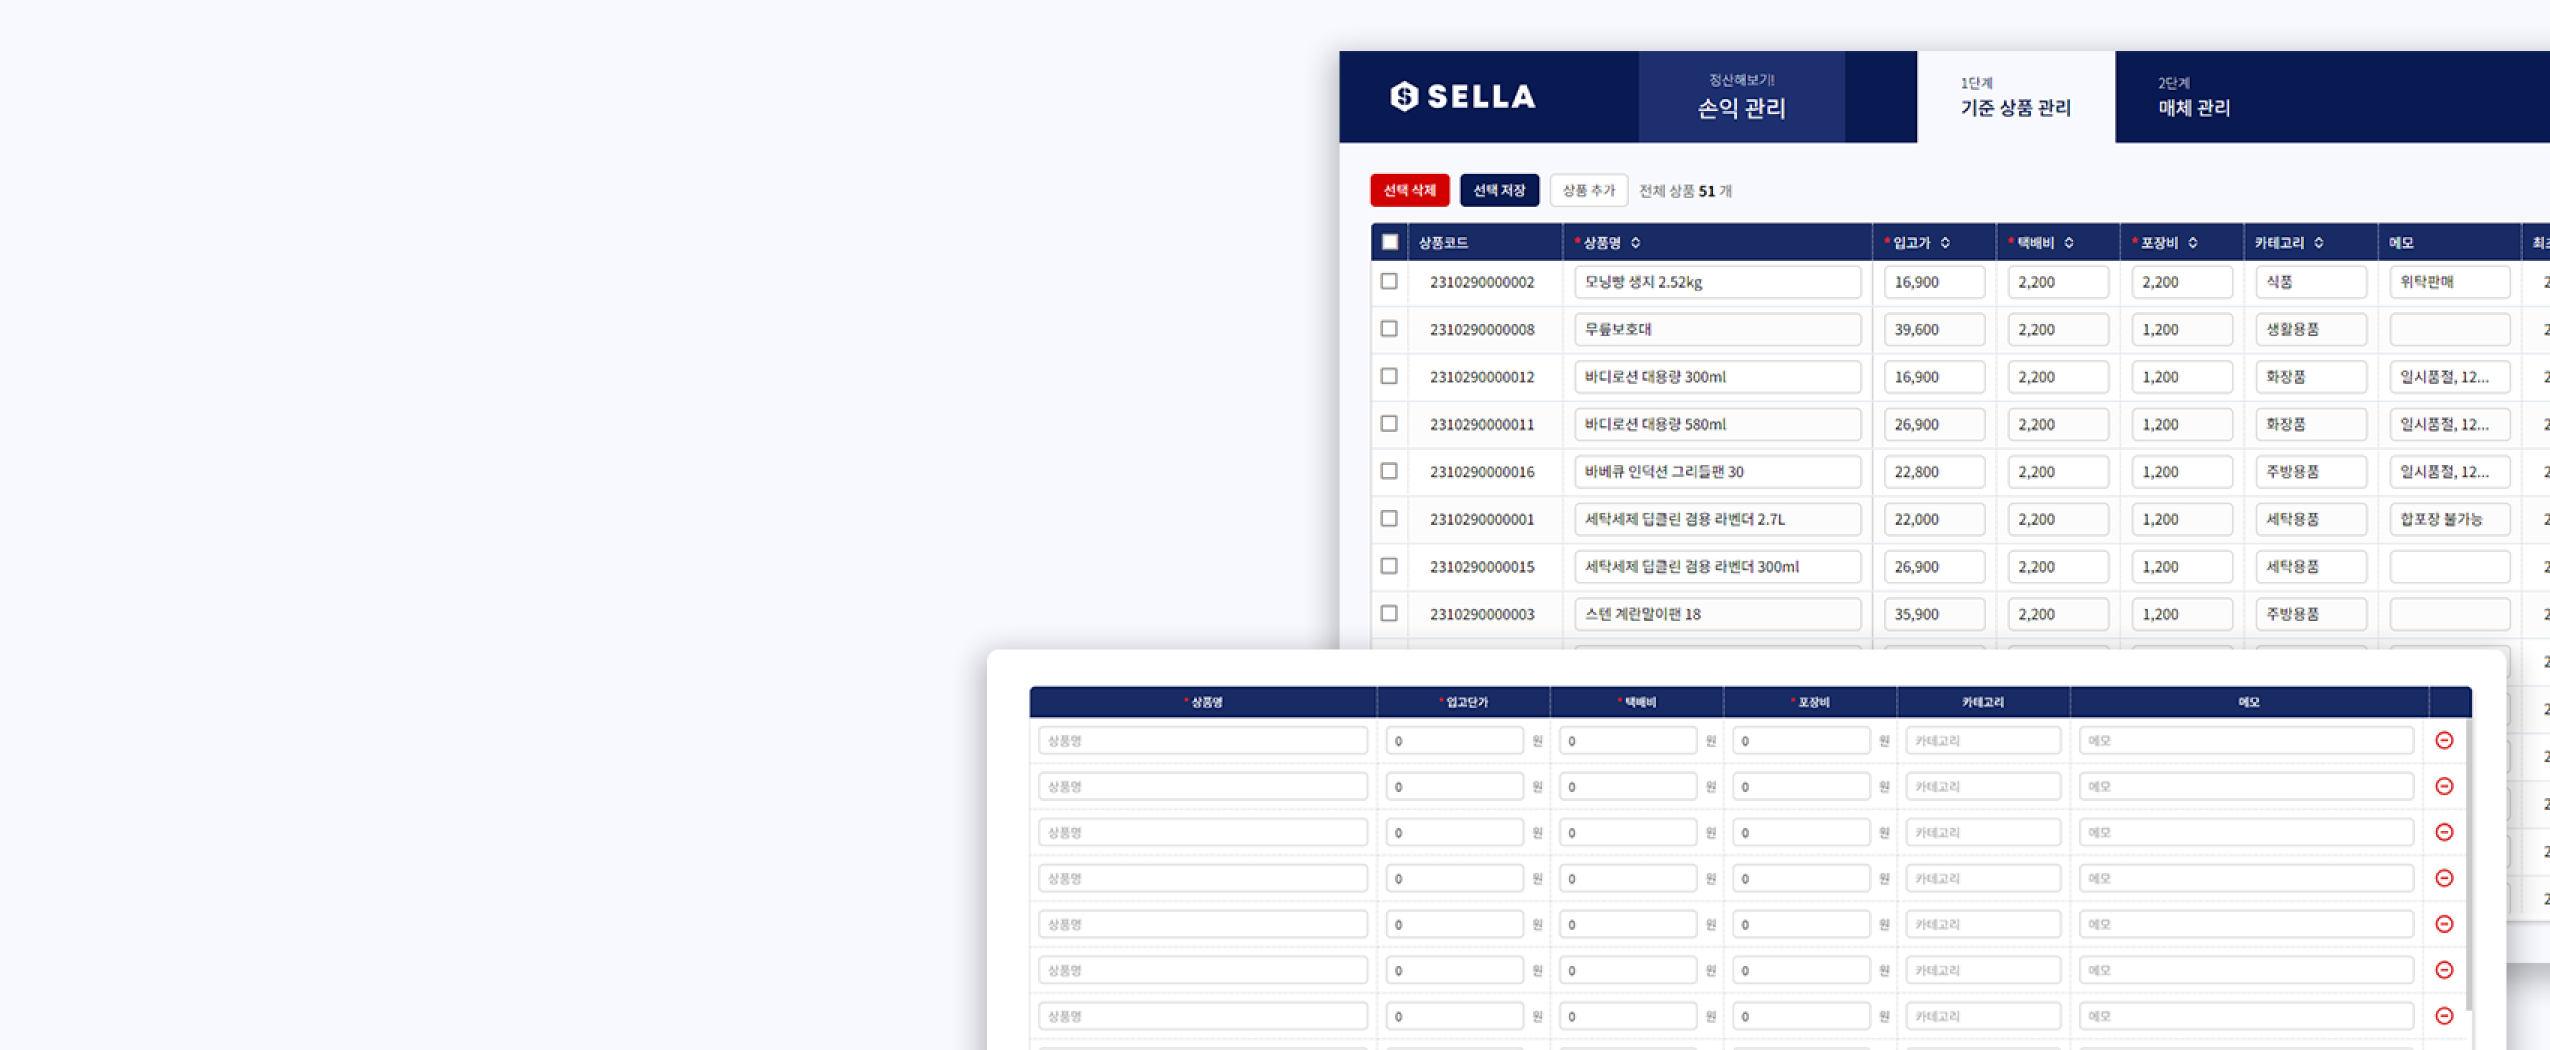 SELLA
정산해보기!
손익 관리
1단계
기준 상품 관리
2단계
매체 관리
선택 삭제 선택 저장 상품 추가 전체 상품 51 개
상품코드 * 상품명 * 입고가 * 택배비 * 포장비 카테고리 메모
2310290000002 모닝빵 생지 2.52kg 16,900 2,200 2,200 식품 위탁판매
2310290000008 무릎보호대 39,600 2,200 1,200 생활용품
2310290000012 바디로션 대용량 300ml 16,900 2,200 1,200 화장품 일시품절, 12...
2310290000011 바디로션 대용량 580ml 26,900 2,200 1,200 화장품 일시품절, 12...
2310290000016 바베큐 인덕션 그리들팬 30 22,800 2,200 1,200 주방용품 일시품절, 12...
2310290000001 세탁세제 딥클린 겸용 라벤더 2.7L 22,000 2,200 1,200 세탁용품 합포장 불가능
2310290000015 세탁세제 딥클린 겸용 라벤더 300ml 26,900 2,200 1,200 세탁용품
2310290000003 스텐 계란말이팬 18 35,900 2,200 1,200 주방용품
* 상품명 * 입고단가 * 택배비 * 포장비 카테고리 메모
상품명 0 원 0 원 0 원 카테고리 메모
상품명 0 원 0 원 0 원 카테고리 메모
상품명 0 원 0 원 0 원 카테고리 메모
상품명 0 원 0 원 0 원 카테고리 메모
상품명 0 원 0 원 0 원 카테고리 메모
상품명 0 원 0 원 0 원 카테고리 메모
상품명 0 원 0 원 0 원 카테고리 메모